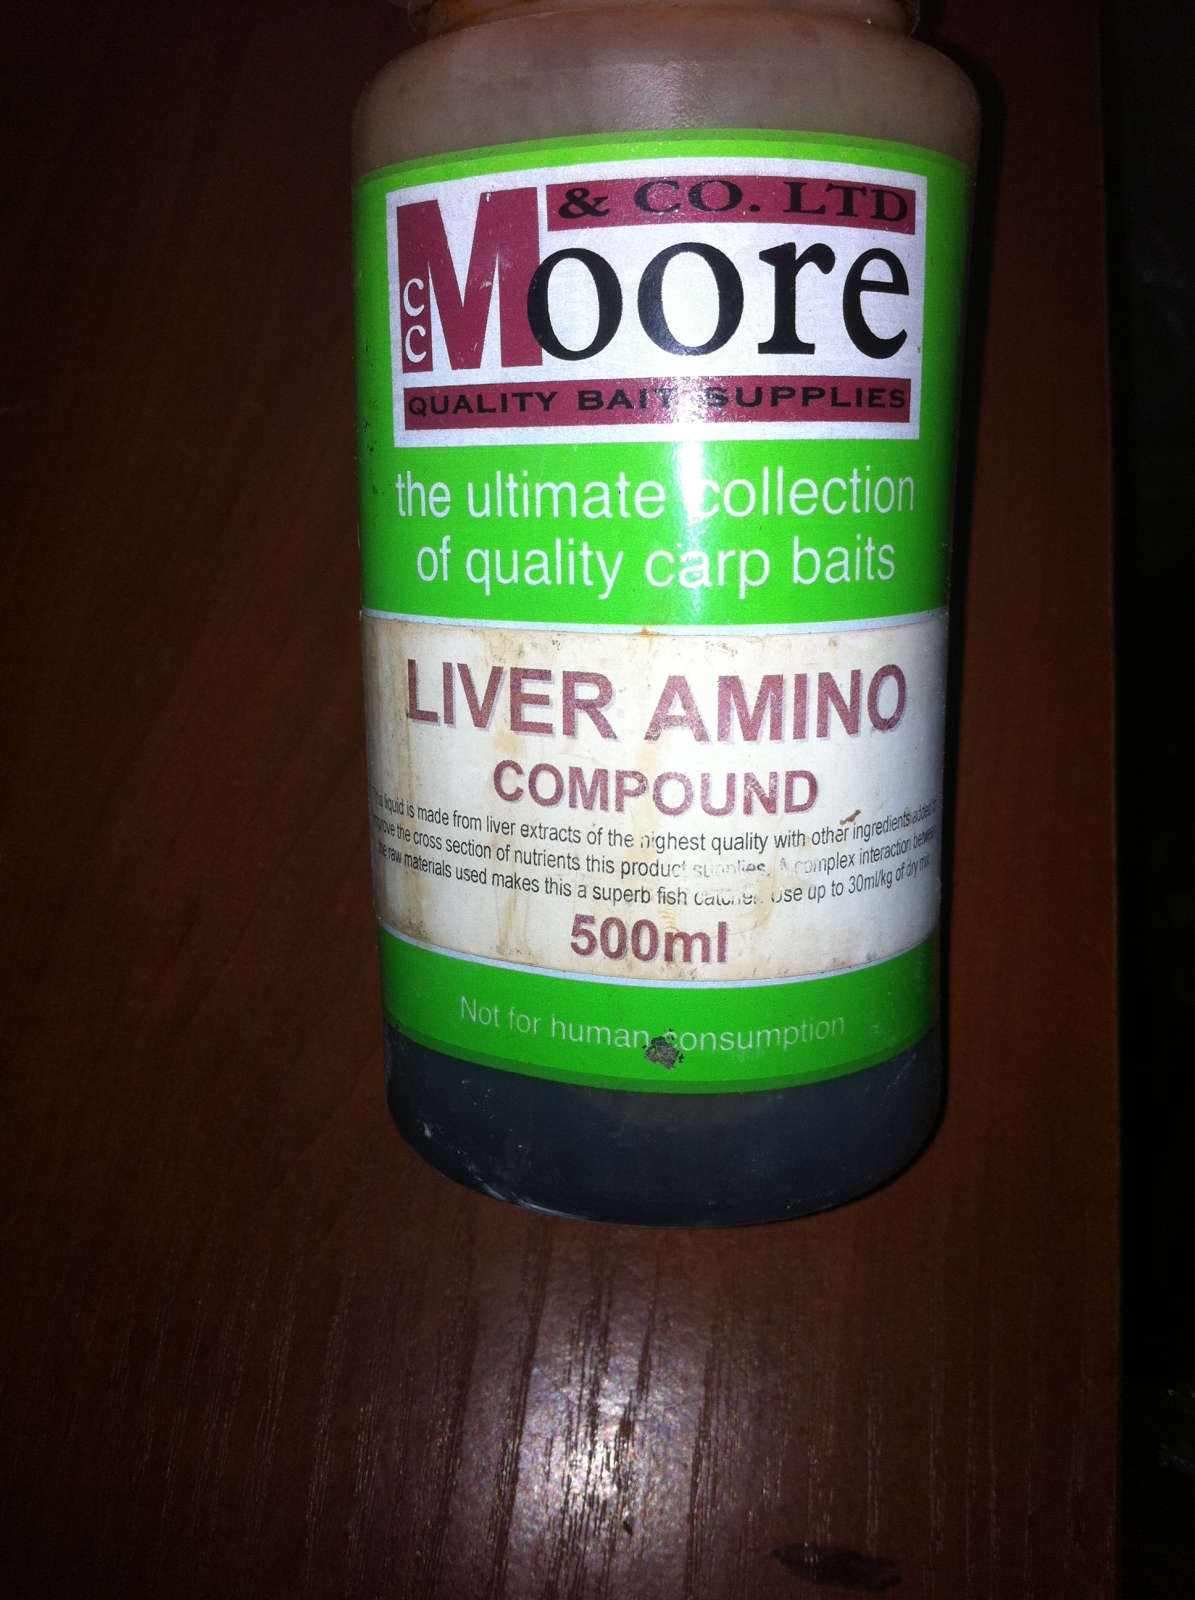 & CO. LTD
CC Moore
QUALITY BAIT SUPPLIES
the ultimate collection
of quality carp baits
LIVER AMINO
COMPOUND
liquid is made from liver extracts of the highest quality with other ingredients added
the cross section of nutrients this product supplies. A complex interaction between
the raw materials used makes this a superb fish catcher. Use up to 30ml/kg of dry mix.
500ml
Not for human consumption